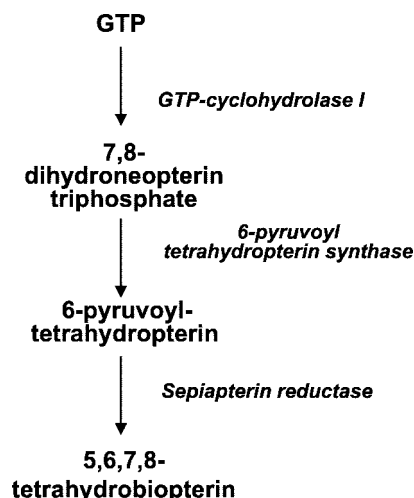 GTP
GTP-cyclohydrolase I
7,8-
dihydroneopterin
triphosphate
6-pyruvoyl
tetrahydropterin synthase
6-pyruvoyl-
tetrahydropterin
Sepiapterin reductase
5,6,7,8-
tetrahydrobiopterin